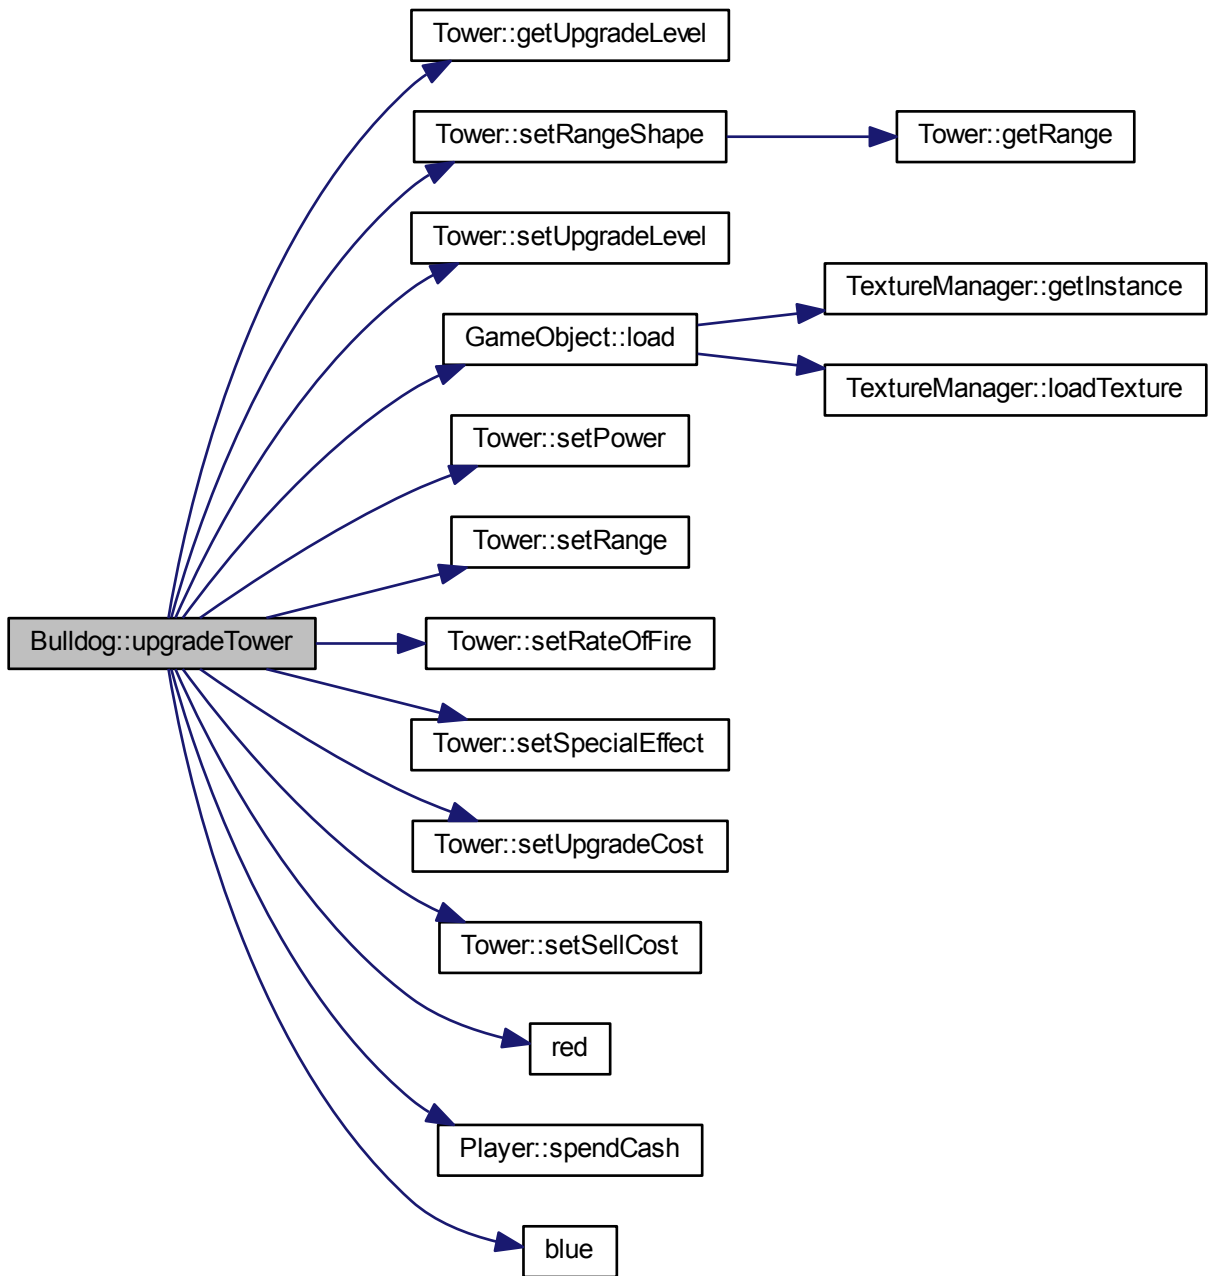 Tower::getUpgradeLevel
Tower::setRangeShape
Tower::getRange
Tower::setUpgradeLevel
TextureManager::getInstance
GameObject::load
TextureManager::loadTexture
Tower::setPower
Tower::setRange
Bulldog::upgradeTower
Tower::setRateOfFire
Tower::setSpecialEffect
Tower::setUpgradeCost
Tower::setSellCost
red
Player::spendCash
blue